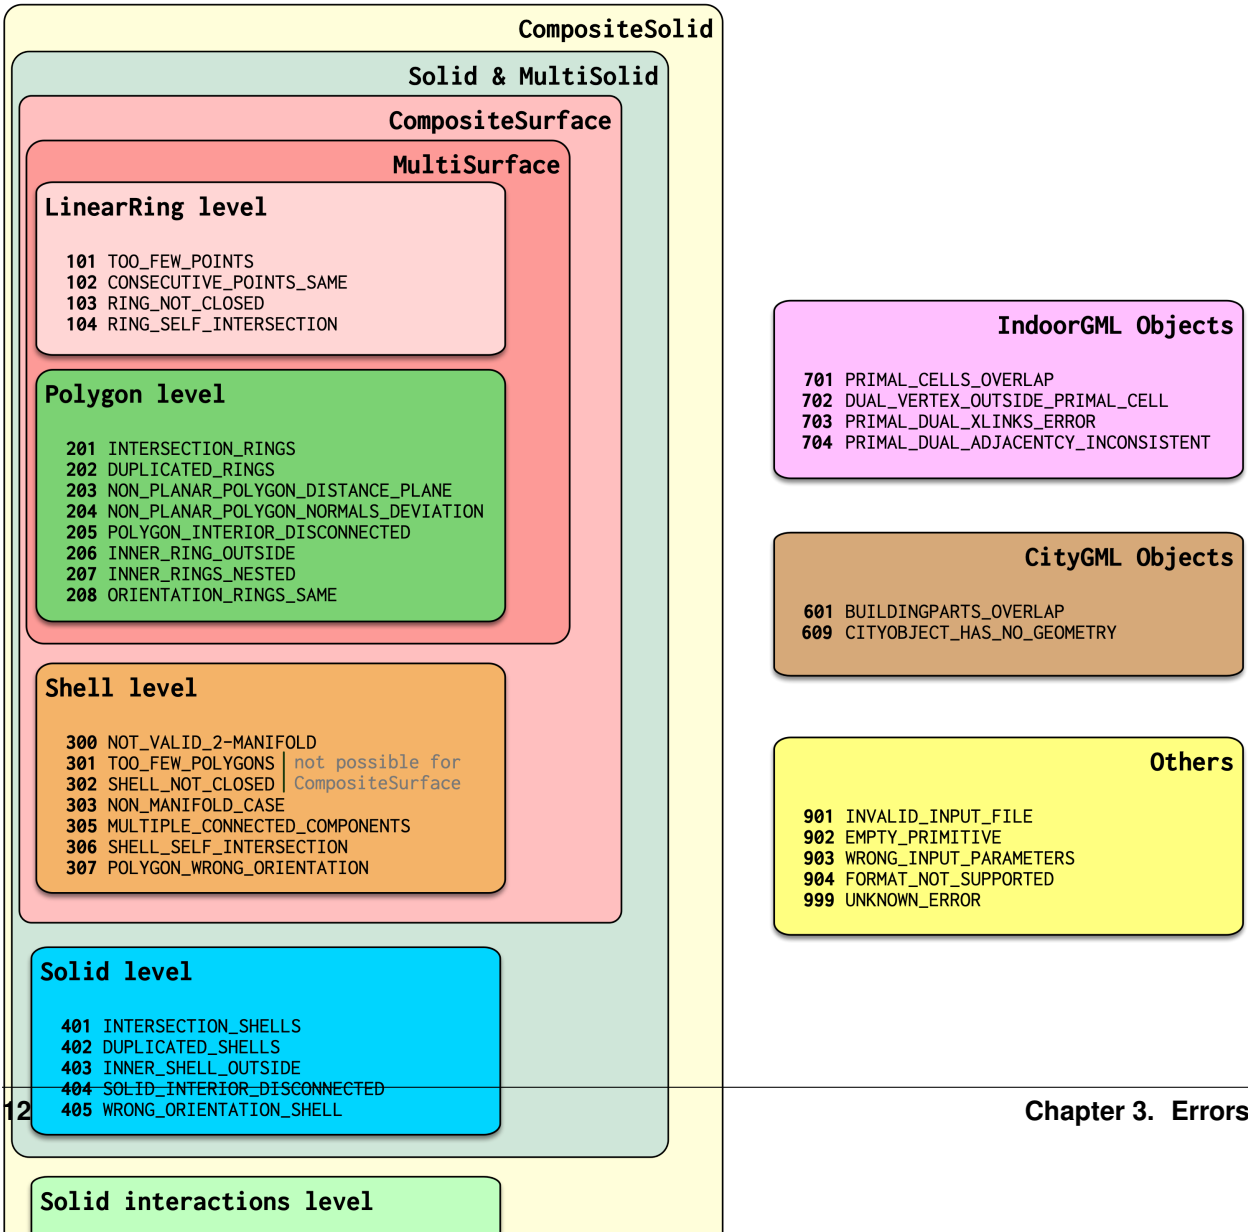 CompositeSolid
Solid & MultiSolid
CompositeSurface
MultiSurface
LinearRing level
101 TOO_FEW_POINTS
102 CONSECUTIVE_POINTS_SAME
103 RING_NOT_CLOSED
104 RING_SELF_INTERSECTION
Polygon level
201 INTERSECTION_RINGS
202 DUPLICATED_RINGS
203 NON_PLANAR_POLYGON_DISTANCE_PLANE
204 NON_PLANAR_POLYGON_NORMALS_DEVIATION
205 POLYGON_INTERIOR_DISCONNECTED
206 INNER_RING_OUTSIDE
207 INNER_RINGS_NESTED
208 ORIENTATION_RINGS_SAME
Shell level
300 NOT_VALID_2-MANIFOLD
301 TOO_FEW_POLYGONS not possible for
302 SHELL_NOT_CLOSED CompositeSurface
303 NON_MANIFOLD_CASE
305 MULTIPLE_CONNECTED_COMPONENTS
306 SHELL_SELF_INTERSECTION
307 POLYGON_WRONG_ORIENTATION
Solid level
401 INTERSECTION_SHELLS
402 DUPLICATED_SHELLS
403 INNER_SHELL_OUTSIDE
404 SOLID_INTERIOR_DISCONNECTED
405 WRONG_ORIENTATION_SHELL
Solid interactions level
IndoorGML Objects
701 PRIMAL_CELLS_OVERLAP
702 DUAL_VERTEX_OUTSIDE_PRIMAL_CELL
703 PRIMAL_DUAL_XLINKS_ERROR
704 PRIMAL_DUAL_ADJACENTCY_INCONSISTENT
CityGML Objects
601 BUILDINGPARTS_OVERLAP
609 CITYOBJECT_HAS_NO_GEOMETRY
Others
901 INVALID_INPUT_FILE
902 EMPTY_PRIMITIVE
903 WRONG_INPUT_PARAMETERS
904 FORMAT_NOT_SUPPORTED
999 UNKNOWN_ERROR
12
Chapter 3. Errors